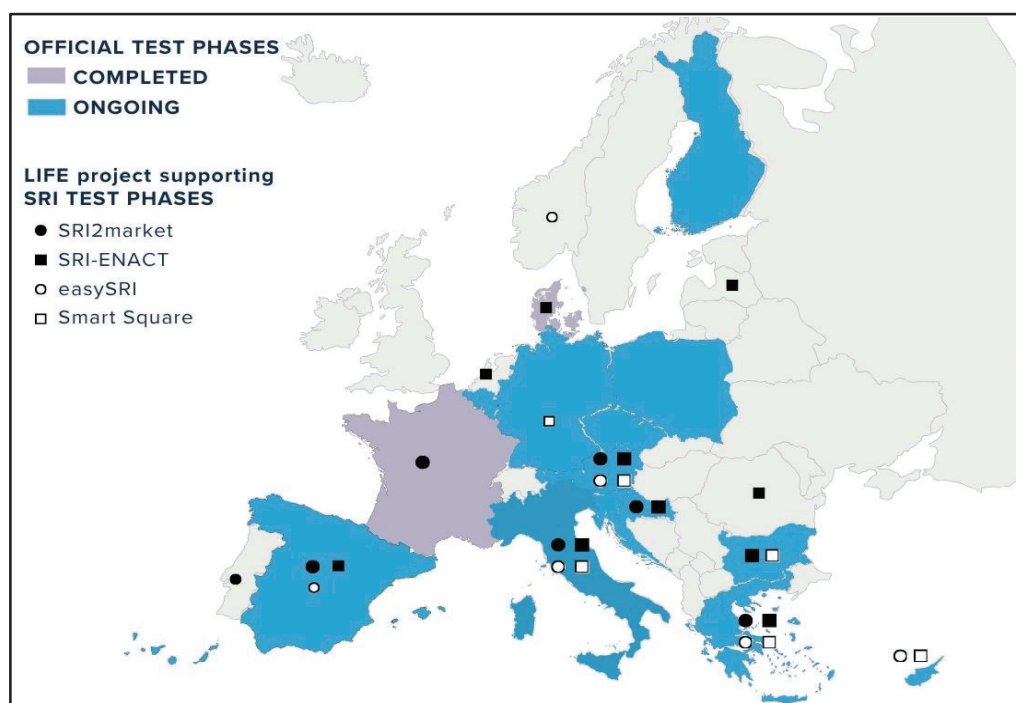 OFFICIAL TEST PHASES
COMPLETED
ONGOING
LIFE project supporting
SRI TEST PHASES
SRI2market
SRI-ENACT
easySRI
Smart Square